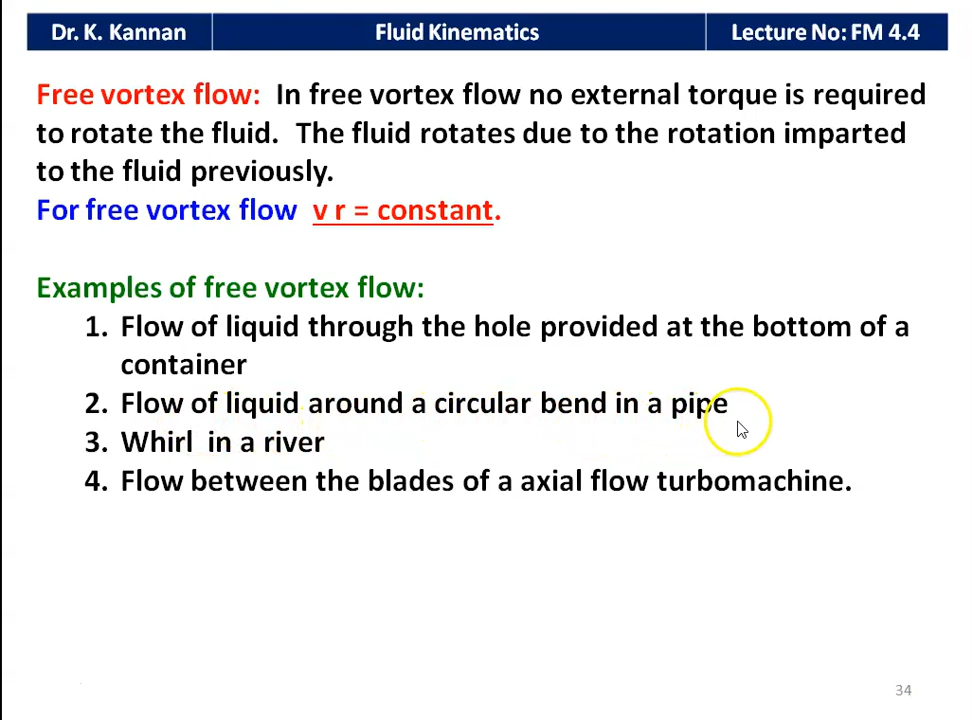 Dr. K. Kannan Fluid Kinematics Lecture No: FM 4.4
Free vortex flow: In free vortex flow no external torque is required
to rotate the fluid. The fluid rotates due to the rotation imparted
to the fluid previously.
For free vortex flow v r = constant.
Examples of free vortex flow:
1. Flow of liquid through the hole provided at the bottom of a
container
2. Flow of liquid around a circular bend in a pipe
3. Whirl in a river
4. Flow between the blades of a axial flow turbomachine.
34